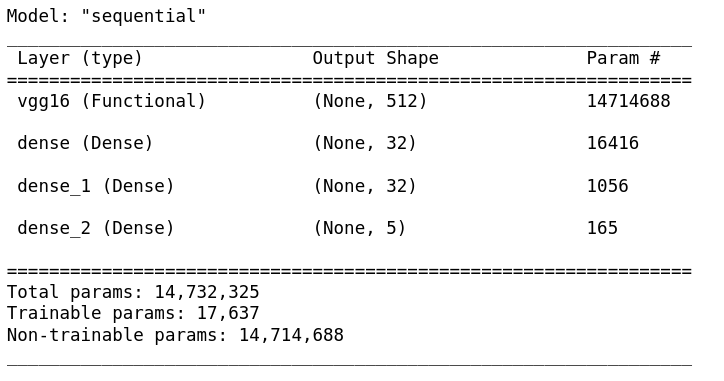 Model: "sequential"
_________________________________________________________________
Layer (type) Output Shape Param #
=================================================================
vgg16 (Functional) (None, 512) 14714688
dense (Dense) (None, 32) 16416
dense_1 (Dense) (None, 32) 1056
dense_2 (Dense) (None, 5) 165
=================================================================
Total params: 14,732,325
Trainable params: 17,637
Non-trainable params: 14,714,688
_________________________________________________________________